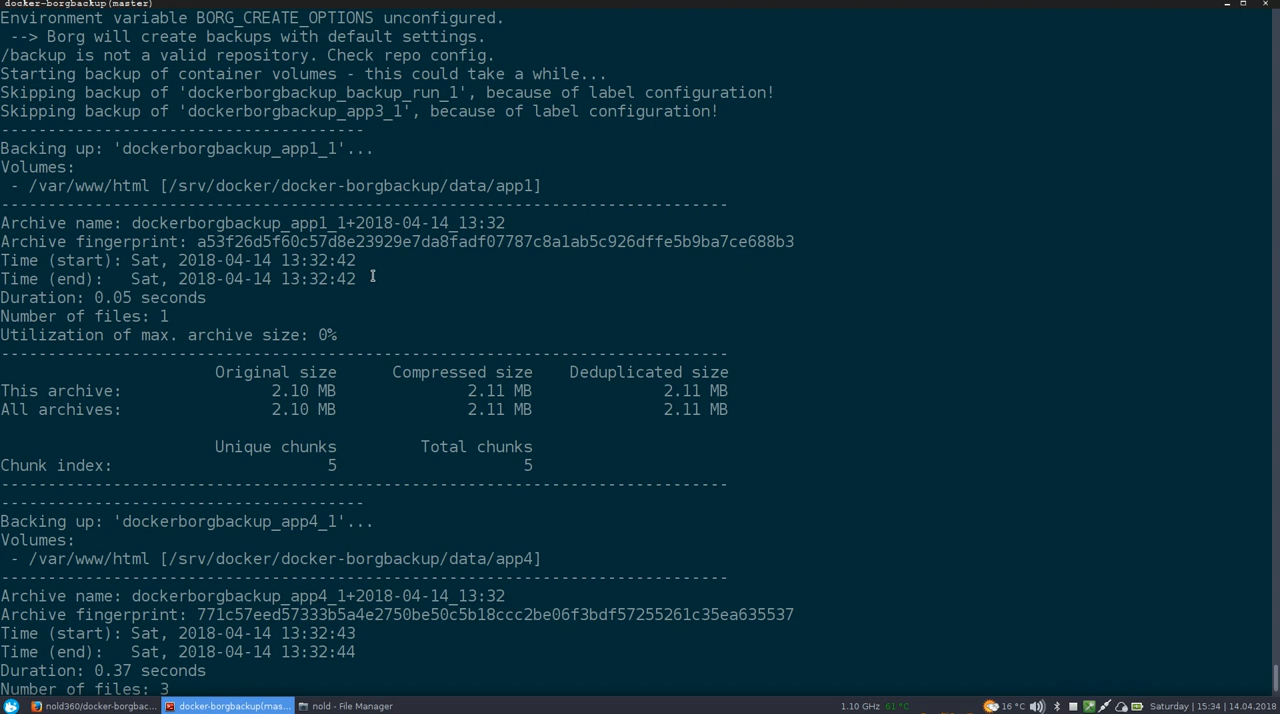 docker-borgbackup(master)
Environment variable BORG_CREATE_OPTIONS unconfigured.
--> Borg will create backups with default settings.
/backup is not a valid repository. Check repo config.
Starting backup of container volumes - this could take a while...
Skipping backup of 'dockerborgbackup_backup_run_1', because of label configuration!
Skipping backup of 'dockerborgbackup_app3_1', because of label configuration!
---------------------------------------
Backing up: 'dockerborgbackup_app1_1'...
Volumes:
- /var/www/html [/srv/docker/docker-borgbackup/data/app1]
------------------------------------------------------------------------------
Archive name: dockerborgbackup_app1_1+2018-04-14_13:32
Archive fingerprint: a53f26d5f60c57d8e23929e7da8fadf07787c8a1ab5c926dffe5b9ba7ce688b3
Time (start): Sat, 2018-04-14 13:32:42
Time (end):   Sat, 2018-04-14 13:32:42
Duration: 0.05 seconds
Number of files: 1
Utilization of max. archive size: 0%
------------------------------------------------------------------------------
Original size      Compressed size    Deduplicated size
This archive:                2.10 MB              2.11 MB              2.11 MB
All archives:                2.10 MB              2.11 MB              2.11 MB
Unique chunks         Total chunks
Chunk index:                       5                    5
------------------------------------------------------------------------------
---------------------------------------
Backing up: 'dockerborgbackup_app4_1'...
Volumes:
- /var/www/html [/srv/docker/docker-borgbackup/data/app4]
------------------------------------------------------------------------------
Archive name: dockerborgbackup_app4_1+2018-04-14_13:32
Archive fingerprint: 771c57eed57333b5a4e2750be50c5b18ccc2be06f3bdf57255261c35ea635537
Time (start): Sat, 2018-04-14 13:32:43
Time (end):   Sat, 2018-04-14 13:32:44
Duration: 0.37 seconds
Number of files: 3
nold360/docker-borgbac... docker-borgbackup(mas... nold - File Manager 1.10 GHz 61 °C 16 °C Saturday | 15:34 | 14.04.2018